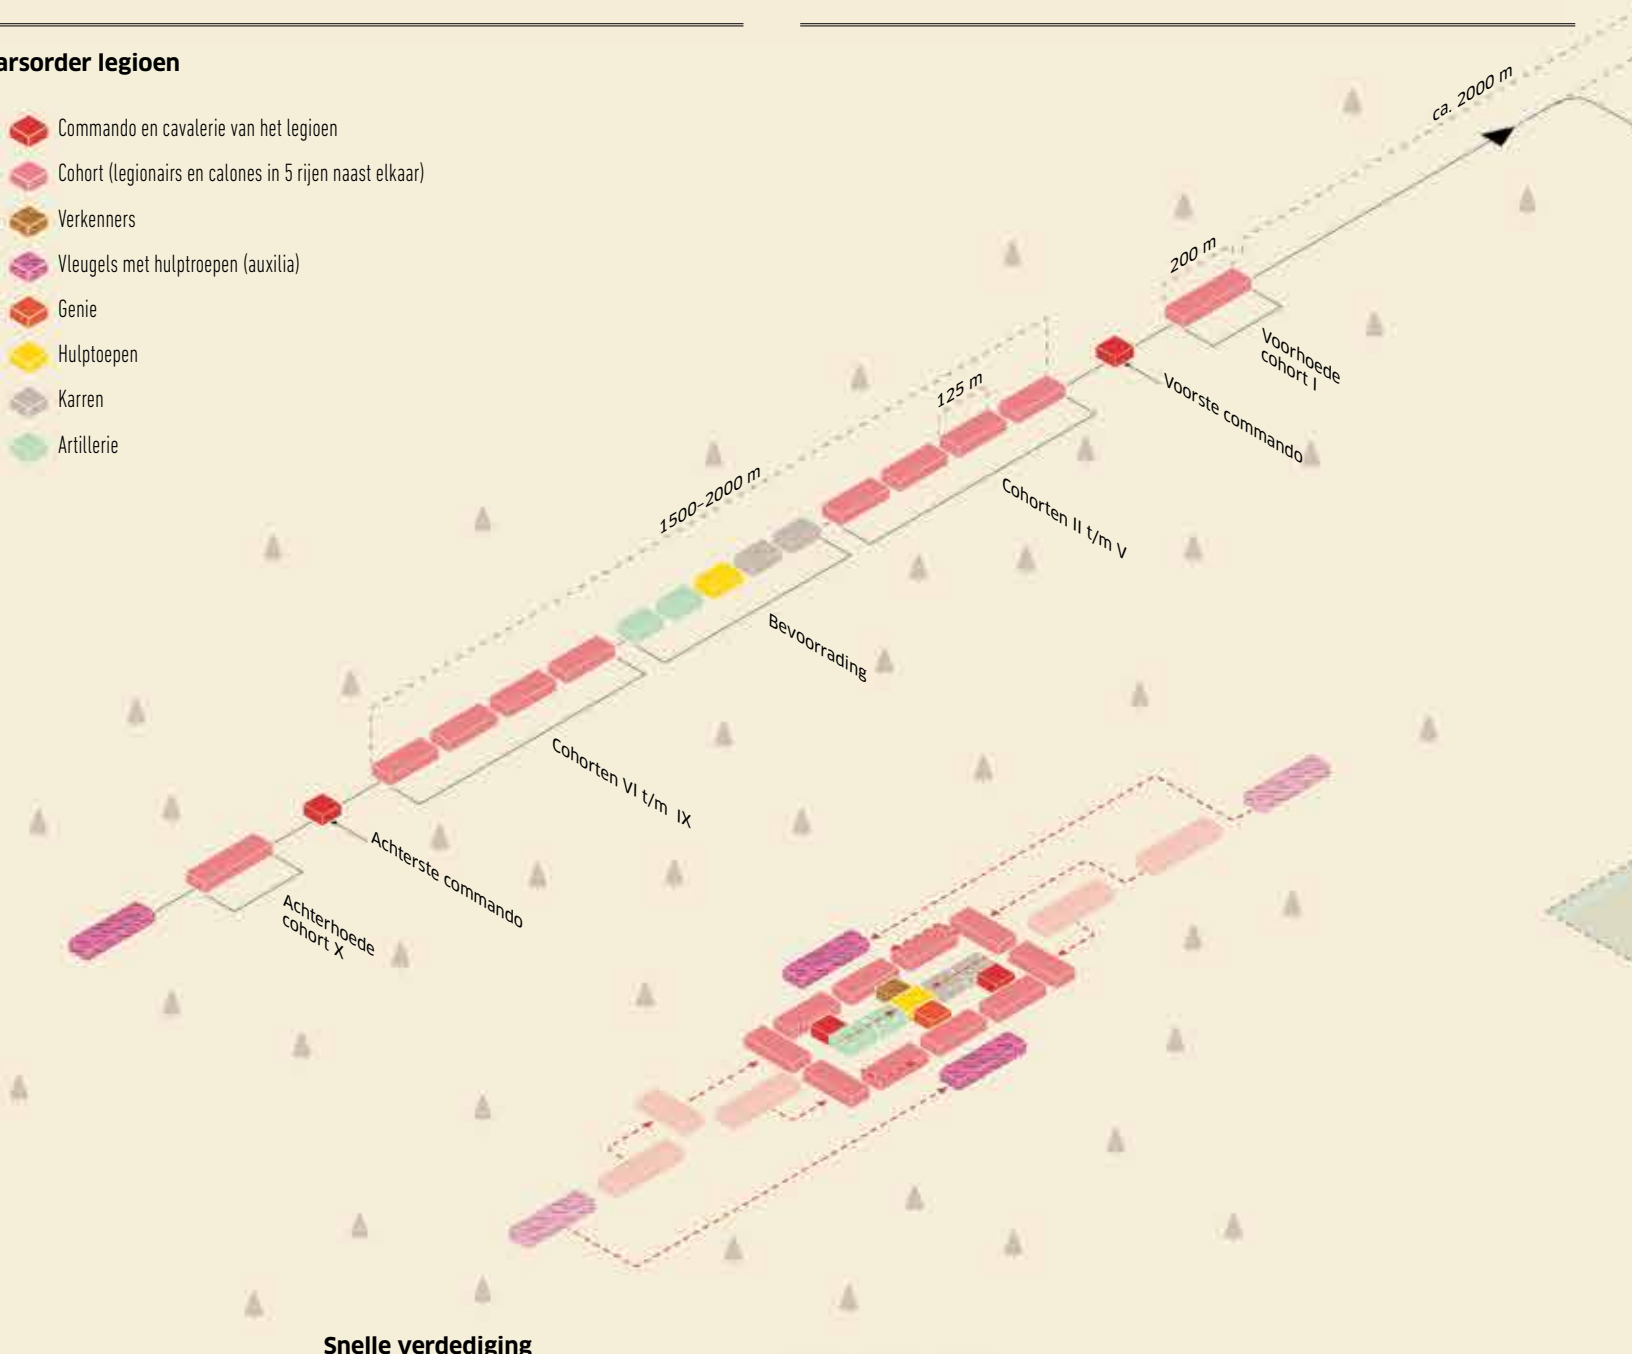 arsorder legioen
Commando en cavalerie van het legioen
Cohort (legionairs en calones in 5 rijen naast elkaar)
Verkenners
Vleugels met hulptroepen (auxilia)
Genie
Hulptoepen
Karren
Artillerie
ca. 2000 m
200 m
Voorhoede
cohort I
Voorste commando
125 m
Cohorten II t/m V
1500–2000 m
Bevoorrading
Cohorten VI t/m IX
Achterste commando
Achterhoede
cohort X
Snelle verdediging